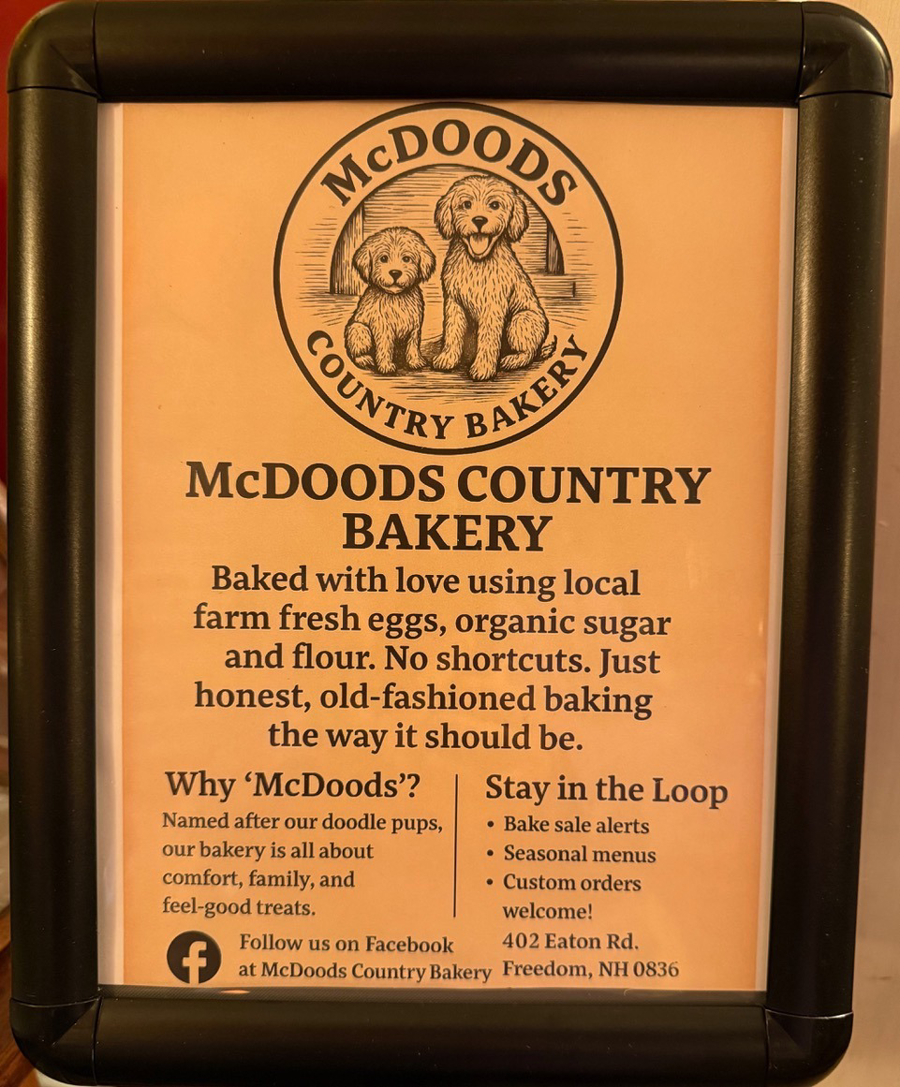 McDOODS
COUNTRY BAKERY
McDOODS COUNTRY
BAKERY
Baked with love using local
farm fresh eggs, organic sugar
and flour. No shortcuts. Just
honest, old-fashioned baking
the way it should be.
Why ‘McDoods’?
Named after our doodle pups,
our bakery is all about
comfort, family, and
feel-good treats.
Follow us on Facebook
at McDoods Country Bakery
Stay in the Loop
• Bake sale alerts
• Seasonal menus
• Custom orders
welcome!
402 Eaton Rd.
Freedom, NH 0836